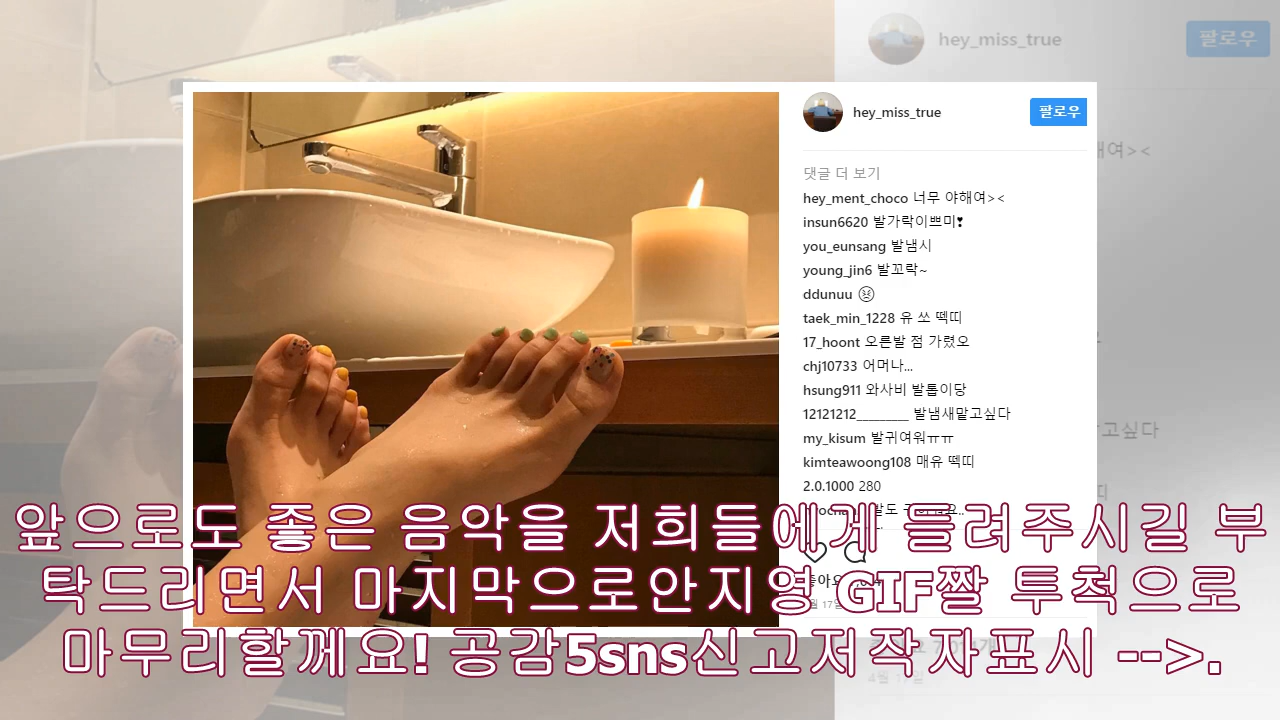 hey_miss_true
팔로우
hey_miss_true
팔로우
댓글 더 보기
hey_ment_choco 너무 야해여><
insun6620 발가락이쁘미❣
you_eunsang 발냄시
young_jin6 발꼬락~
ddunuu 😣
taek_min_1228 유 쏘 떽띠
17_hoont 오른발 점 가렸오
chj10733 어머나...
hsung911 와사비 발톱이당
12121212_________ 발냄새맡고싶다
my_kisum 발귀여워ㅠㅠ
kimteawoong108 매유 떽띠
2.0.1000 280
앞으로도 좋은 음악을 저희들에게 들려주시길 부
탁드리면서 마지막으로안지영 GIF짤 투척으로
마무리할께요! 공감5sns신고저작자표시 -->.